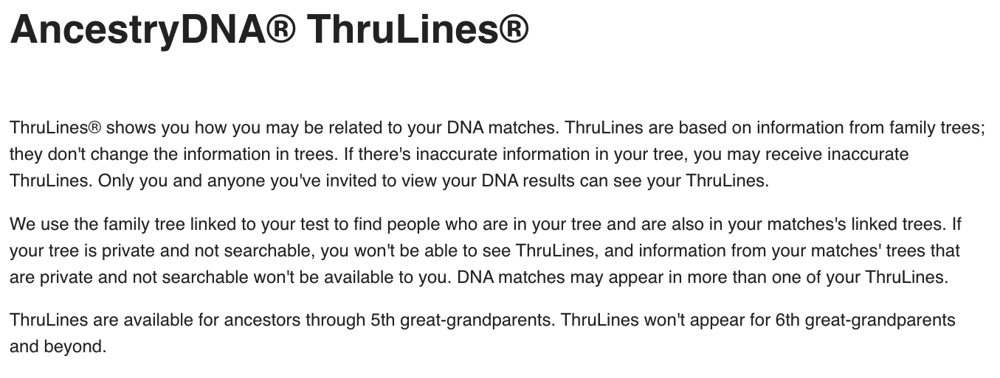 AncestryDNA® ThruLines®
ThruLines® shows you how you may be related to your DNA matches. ThruLines are based on information from family trees;
they don't change the information in trees. If there's inaccurate information in your tree, you may receive inaccurate
ThruLines. Only you and anyone you've invited to view your DNA results can see your ThruLines.
We use the family tree linked to your test to find people who are in your tree and are also in your matches's linked trees. If
your tree is private and not searchable, you won't be able to see ThruLines, and information from your matches' trees that
are private and not searchable won't be available to you. DNA matches may appear in more than one of your ThruLines.
ThruLines are available for ancestors through 5th great-grandparents. ThruLines won't appear for 6th great-grandparents
and beyond.